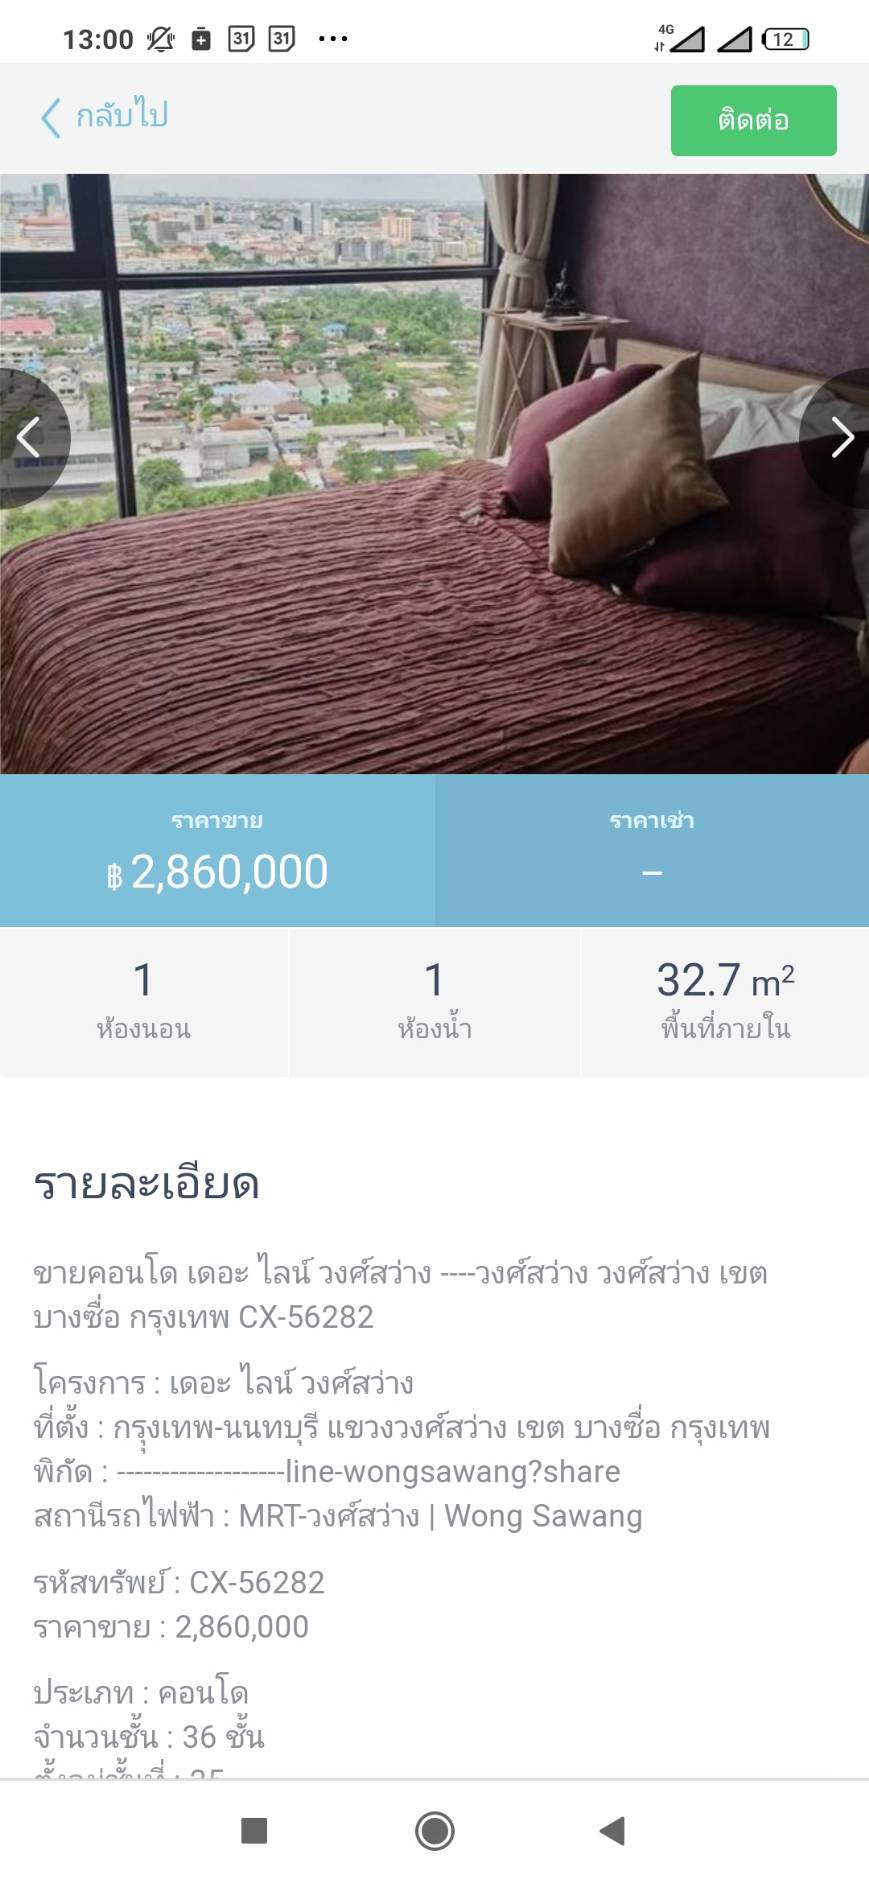 13:00
31
31
4G
12
กลับไป
ติดต่อ
ราคาขาย
ราคาเช่า
฿ 2,860,000
–
1
1
32.7 m²
ห้องนอน
ห้องน้ำ
พื้นที่ภายใน
รายละเอียด
ขายคอนโด เดอะ ไลน์ วงศ์สว่าง ----วงศ์สว่าง วงศ์สว่าง เขต
บางซื่อ กรุงเทพ CX-56282
โครงการ : เดอะ ไลน์ วงศ์สว่าง
ที่ตั้ง : กรุุงเทพ-นนทบุรี แขวงวงศ์สว่าง เขต บางซื่อ กรุงเทพ
พิกัด : -------------------line-wongsawang?share
สถานีรถไฟฟ้า : MRT-วงศ์สว่าง | Wong Sawang
รหัสทรัพย์ : CX-56282
ราคาขาย : 2,860,000
ประเภท : คอนโด
จำนวนชั้น : 36 ชั้น